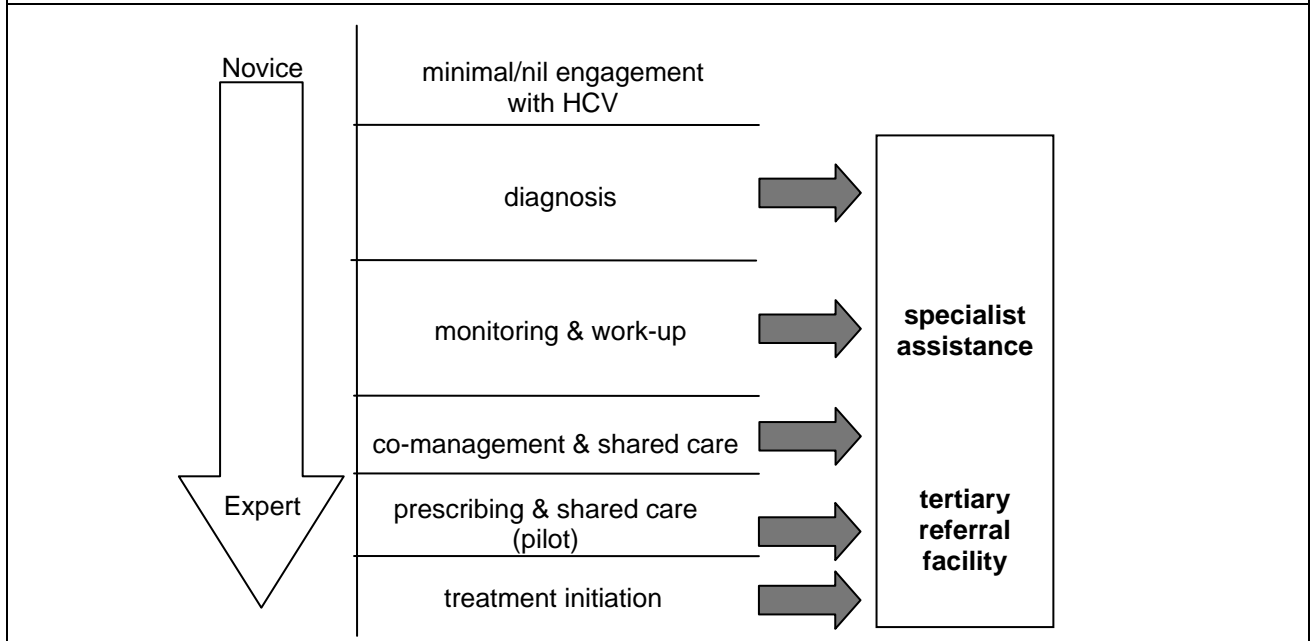 Novice
minimal/nil engagement
with HCV
diagnosis
monitoring & work-up
specialist
assistance
co-management & shared care
Expert
prescribing & shared care
(pilot)
tertiary
referral
facility
treatment initiation